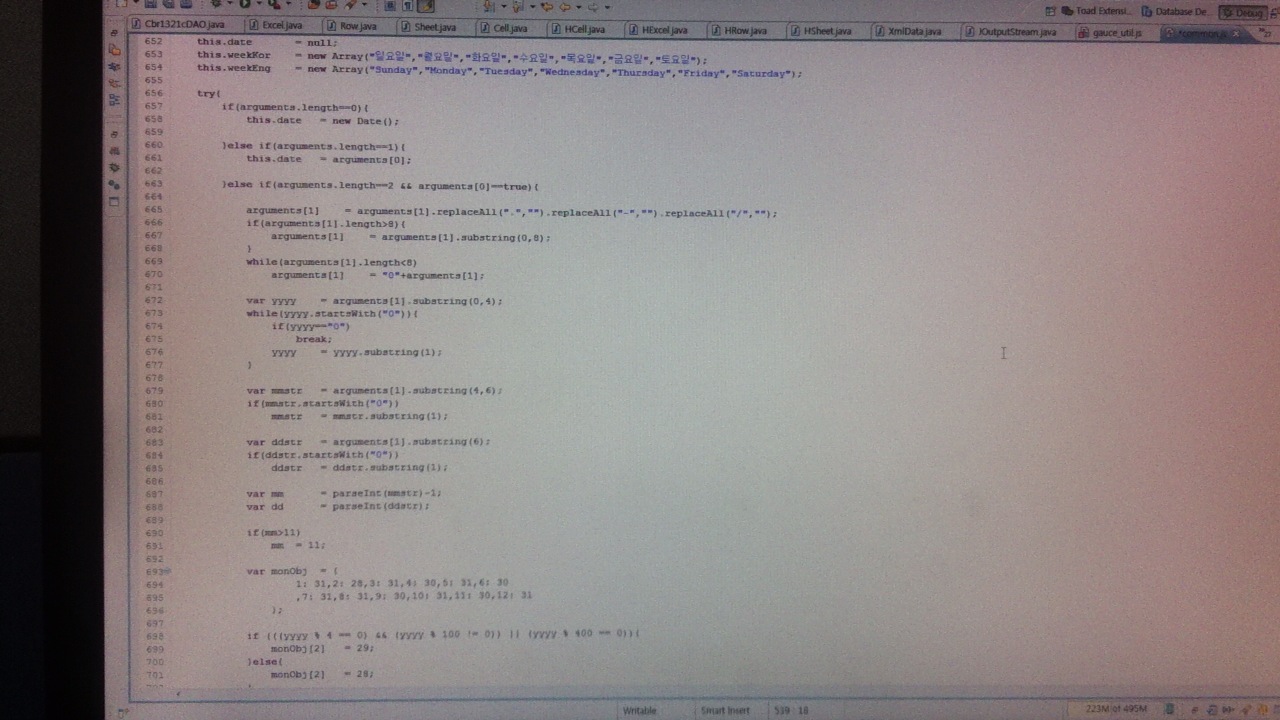 Toad Extensi.. Database De... Debug
Cbr1321cDAO.java Excel.java Row.java Sheet.java Cell.java HCell.java HExcel.java HRow.java HSheet.java XmlData.java IOutputStream.java gauce_util.js *common.js
652 this.date = null;
653 this.weekKor = new Array("일요일","월요일","화요일","수요일","목요일","금요일","토요일");
654 this.weekEng = new Array("Sunday","Monday","Tuesday","Wednesday","Thursday","Friday","Saturday");
655
656 try{
657 if(arguments.length==0){
658 this.date = new Date();
659
660 }else if(arguments.length==1){
661 this.date = arguments[0];
662
663 }else if(arguments.length==2 && arguments[0]==true){
664
665 arguments[1] = arguments[1].replaceAll(".","").replaceAll("-","").replaceAll("/","");
666 if(arguments[1].length>8){
667 arguments[1] = arguments[1].substring(0,8);
668 }
669 while(arguments[1].length<8)
670 arguments[1] = "0"+arguments[1];
671
672 var yyyy = arguments[1].substring(0,4);
673 while(yyyy.startsWith("0")){
674 if(yyyy=="0")
675 break;
676 yyyy = yyyy.substring(1);
677 }
678
679 var mmstr = arguments[1].substring(4,6);
680 if(mmstr.startsWith("0"))
681 mmstr = mmstr.substring(1);
682
683 var ddstr = arguments[1].substring(6);
684 if(ddstr.startsWith("0"))
685 ddstr = ddstr.substring(1);
686
687 var mm = parseInt(mmstr)-1;
688 var dd = parseInt(ddstr);
689
690 if(mm>11)
691 mm = 11;
692
693 var monObj = {
694 1: 31,2: 28,3: 31,4: 30,5: 31,6: 30
695 ,7: 31,8: 31,9: 30,10: 31,11: 30,12: 31
696 };
697
698 if (((yyyy % 4 == 0) && (yyyy % 100 != 0)) || (yyyy % 400 == 0)){
699 monObj[2] = 29;
700 }else{
701 monObj[2] = 28;
Writable Smart Insert 539 : 18 223M of 495M